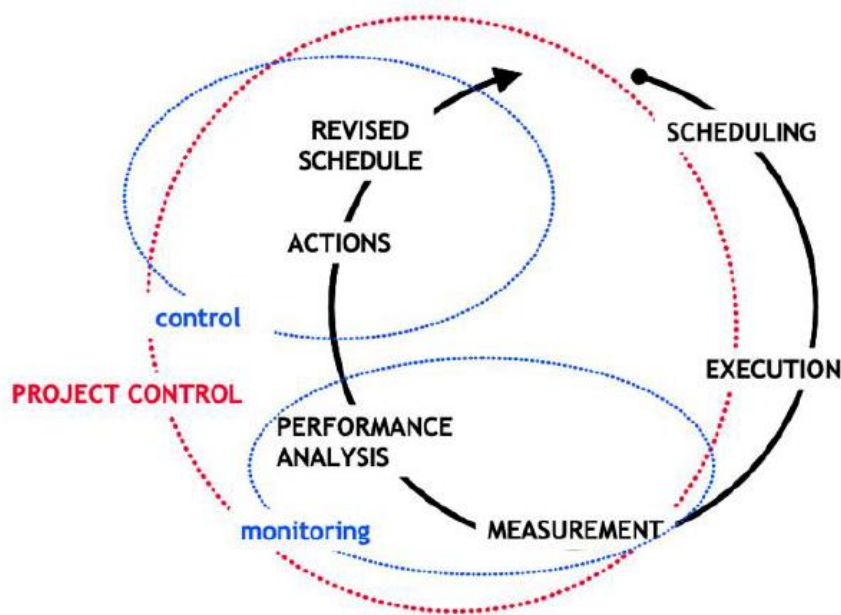 REVISED
SCHEDULE
SCHEDULING
ACTIONS
control
EXECUTION
PROJECT CONTROL
PERFORMANCE
ANALYSIS
monitoring
MEASUREMENT